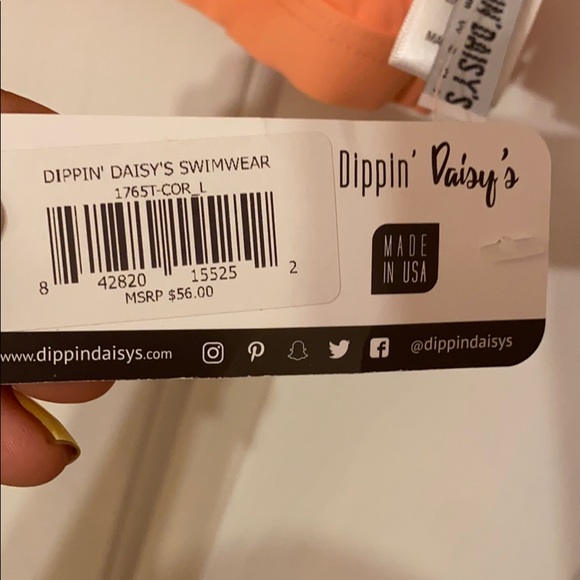 DIPPIN' DAISY'S SWIMWEAR
1765T-COR_L
8 42820 15525 2
MSRP $56.00
Dippin' Daisy's
MADE
IN USA
www.dippindaisys.com
@dippindaisys
DAISY'S